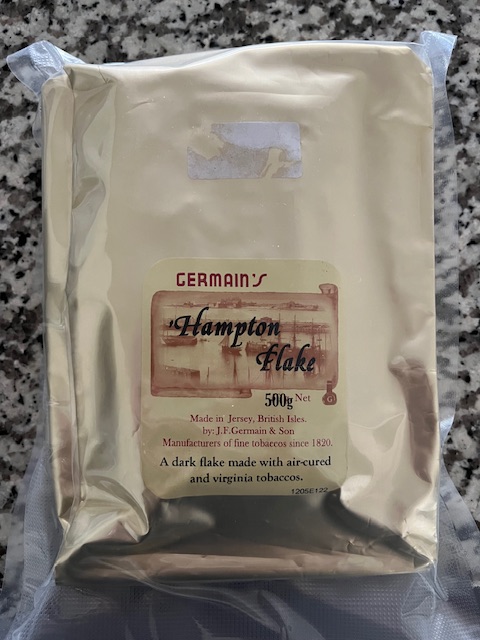 GERMAIN'S
'Hampton
Flake
500g Net
G
Made in Jersey, British Isles.
by: J.F.Germain & Son
Manufacturers of fine tobaccos since 1820.
A dark flake made with air-cured
and virginia tobaccos.
1205E122